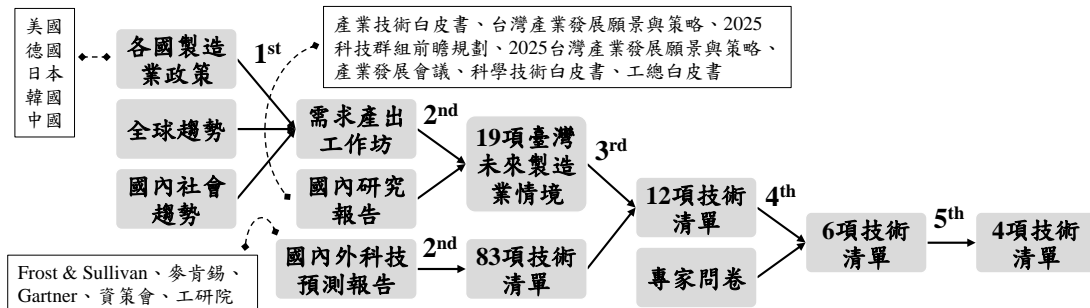 美國
德國
日本
韓國
中國
各國製造
業政策
1st
產業技術白皮書、台灣產業發展願景與策略、2025
科技群組前瞻規劃、2025台灣產業發展願景與策略、
產業發展會議、科學技術白皮書、工總白皮書
全球趨勢
需求產出
工作坊
2nd
19項臺灣
未來製造
業情境
3rd
國內社會
趨勢
國內研究
報告
12項技術
清單
4th
6項技術
清單
5th
4項技術
清單
Frost & Sullivan、麥肯錫、
Gartner、資策會、工研院
國內外科技
預測報告
2nd
83項技術
清單
專家問卷